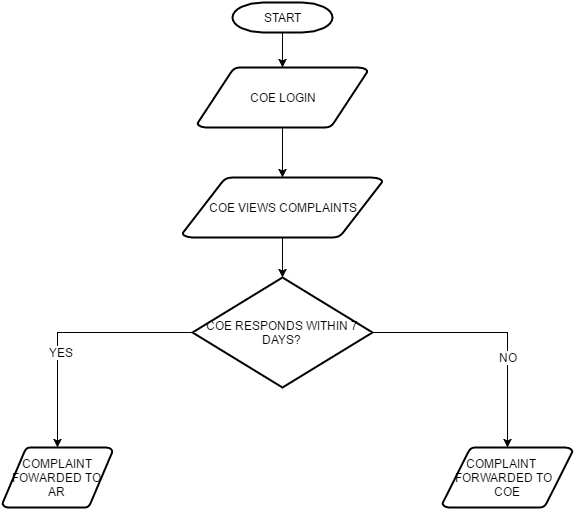 START
COE LOGIN
COE VIEWS COMPLAINTS
COE RESPONDS WITHIN 7
DAYS?
YES
NO
COMPLAINT
FOWARDED TO
AR
COMPLAINT
FORWARDED TO
COE